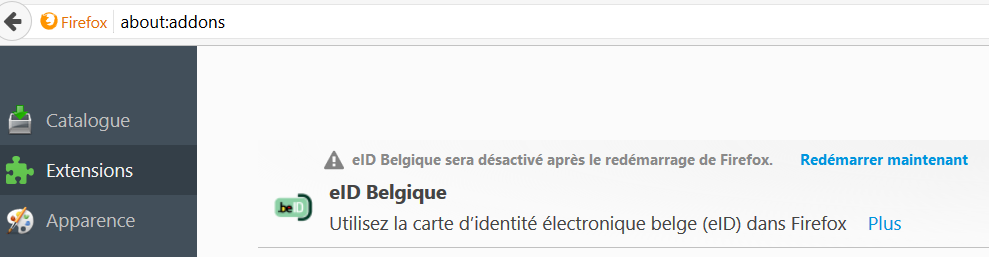 Firefox about:addons
Catalogue
Extensions
Apparence
eID Belgique sera désactivé après le redémarrage de Firefox. Redémarrer maintenant
.beID
eID Belgique
Utilisez la carte d'identité électronique belge (eID) dans Firefox Plus